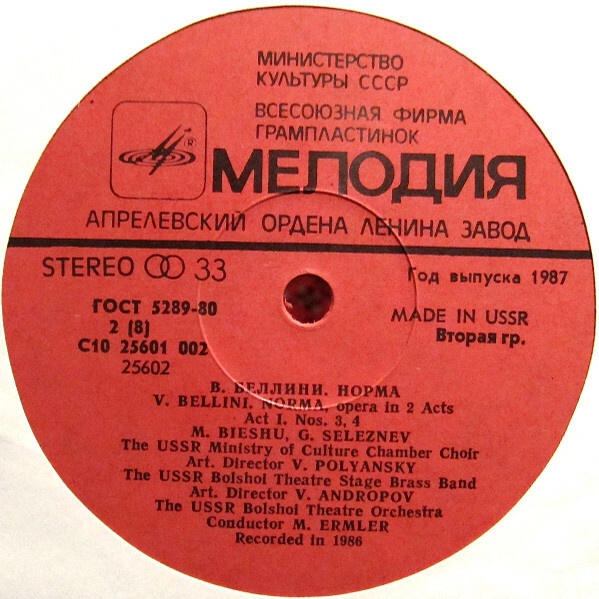 МИНИСТЕРСТВО
КУЛЬТУРЫ СССР
ВСЕСОЮЗНАЯ ФИРМА
ГРАМПЛАСТИНОК
®
МЕЛОДИЯ
АПРЕЛЕВСКИЙ ОРДЕНА ЛЕНИНА ЗАВОД
STEREO 33
Год выпуска 1987
ГОСТ 5289-80
2 (8)
С10 25601 002
25602
MADE IN USSR
Вторая гр.
В. БЕЛЛИНИ. НОРМА
V. BELLINI. NORMA, opera in 2 Acts
Act I. Nos. 3, 4
M. BIESHU, G. SELEZNEV
The USSR Ministry of Culture Chamber Choir
Art. Director V. POLYANSKY
The USSR Bolshoi Theatre Stage Brass Band
Art. Director V. ANDROPOV
The USSR Bolshoi Theatre Orchestra
Conductor M. ERMLER
Recorded in 1986